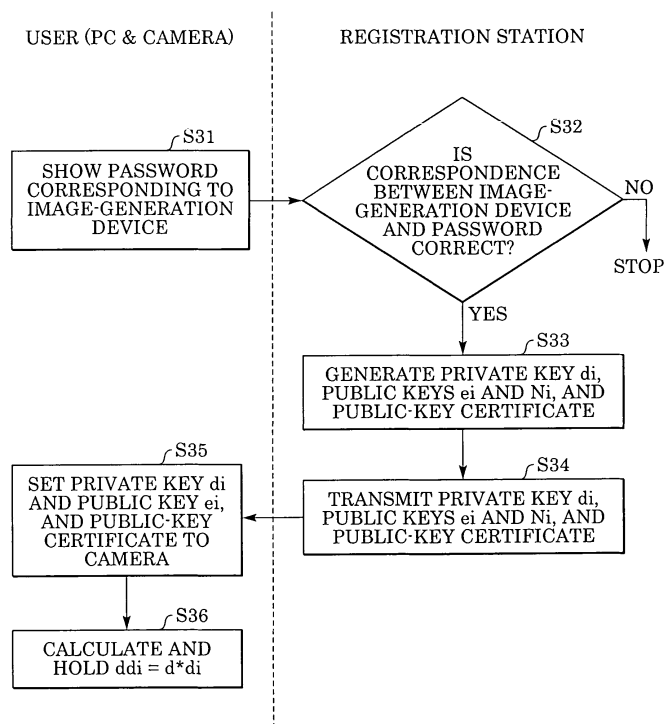 USER (PC & CAMERA)
REGISTRATION STATION
S31
SHOW PASSWORD
CORRESPONDING TO
IMAGE-GENERATION
DEVICE
S32
IS
CORRESPONDENCE
BETWEEN IMAGE-
GENERATION DEVICE
AND PASSWORD
CORRECT?
NO
STOP
YES
S33
GENERATE PRIVATE KEY di,
PUBLIC KEYS ei AND Ni, AND
PUBLIC-KEY CERTIFICATE
S34
TRANSMIT PRIVATE KEY di,
PUBLIC KEYS ei AND Ni, AND
PUBLIC-KEY CERTIFICATE
S35
SET PRIVATE KEY di
AND PUBLIC KEY ei,
AND PUBLIC-KEY
CERTIFICATE TO
CAMERA
S36
CALCULATE AND
HOLD ddi = d*di